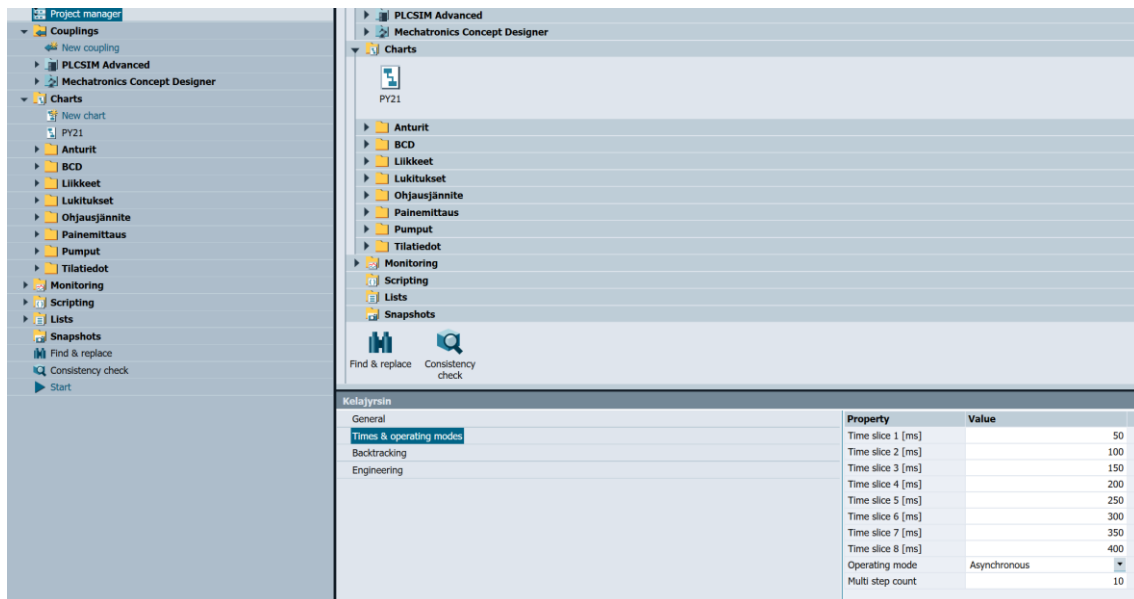 Project manager
Couplings
New coupling
PLCSIM Advanced
Mechatronics Concept Designer
Charts
New chart
PY21
Anturit
BCD
Liikkeet
Lukitukset
Ohjausjännite
Painemittaus
Pumput
Tilatiedot
Monitoring
Scripting
Lists
Snapshots
Find & replace
Consistency check
Start
PLCSIM Advanced
Mechatronics Concept Designer
Charts
PY21
Anturit
BCD
Liikkeet
Lukitukset
Ohjausjännite
Painemittaus
Pumput
Tilatiedot
Monitoring
Scripting
Lists
Snapshots
Find & replace Consistency
check
Kelajyrsin
General
Times & operating modes
Backtracking
Engineering
Property Value
Time slice 1 [ms] 50
Time slice 2 [ms] 100
Time slice 3 [ms] 150
Time slice 4 [ms] 200
Time slice 5 [ms] 250
Time slice 6 [ms] 300
Time slice 7 [ms] 350
Time slice 8 [ms] 400
Operating mode Asynchronous
Multi step count 10